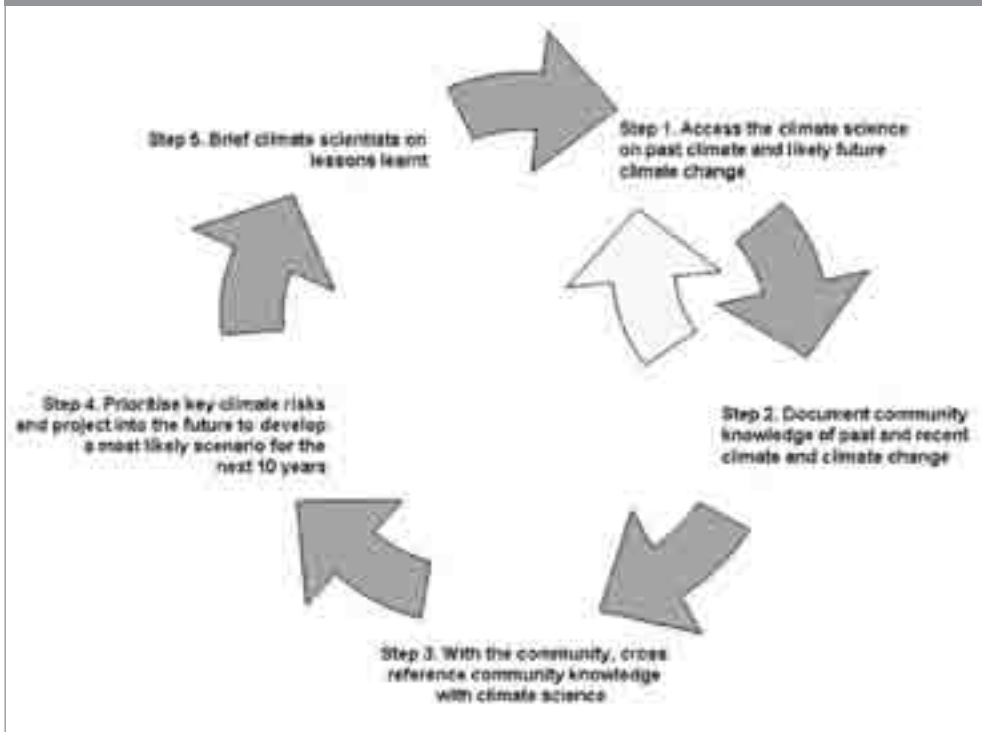 Step 1. Access the climate science
on past climate and likely future
climate change
Step 2. Document community
knowledge of past and recent
climate and climate change
Step 3. With the community, cross
reference community knowledge
with climate science
Step 4. Prioritise key climate risks
and project into the future to develop
a most likely scenario for the
next 10 years
Step 5. Brief climate scientists on
lessons learnt